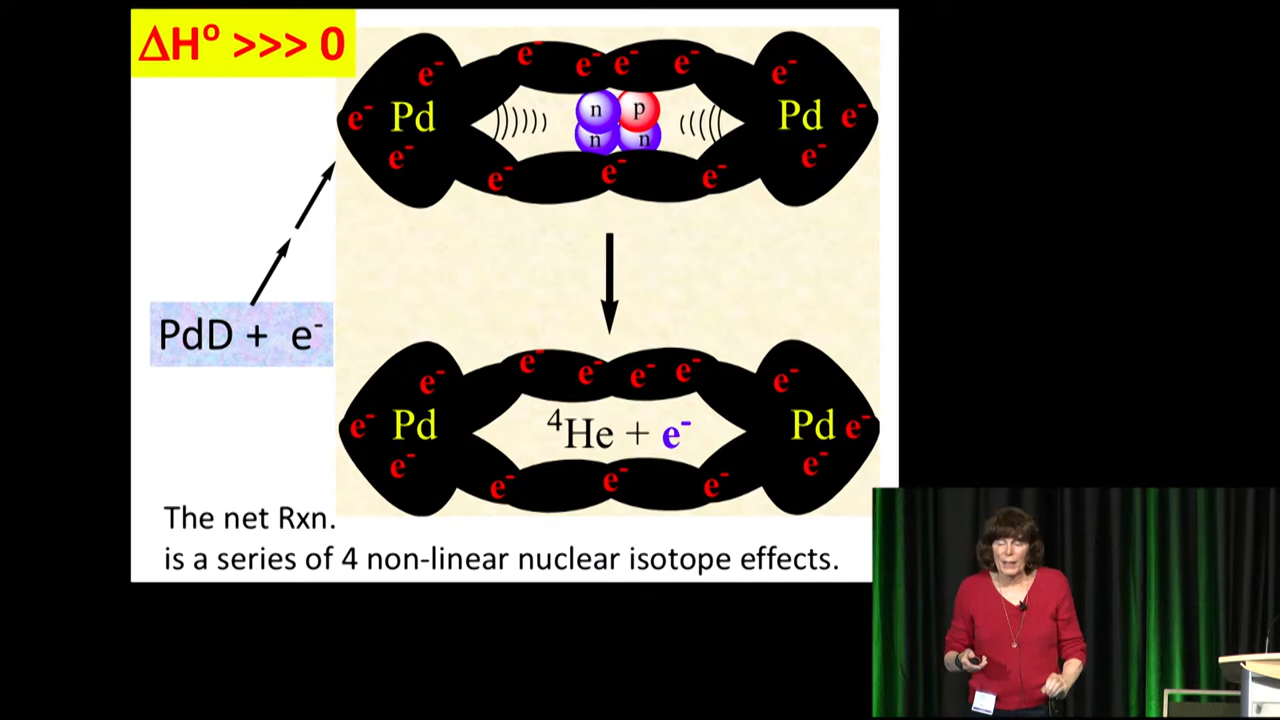 ΔH° >>> 0
e⁻ e⁻ e⁻ e⁻ e⁻ e⁻
e⁻ Pd n p Pd e⁻
e⁻ n n e⁻
e⁻ e⁻ e⁻
PdD + e⁻
e⁻ e⁻ e⁻ e⁻ e⁻ e⁻
e⁻ Pd ⁴He + e⁻ Pd e⁻
e⁻ e⁻
e⁻ e⁻ e⁻
The net Rxn.
is a series of 4 non-linear nuclear isotope effects.